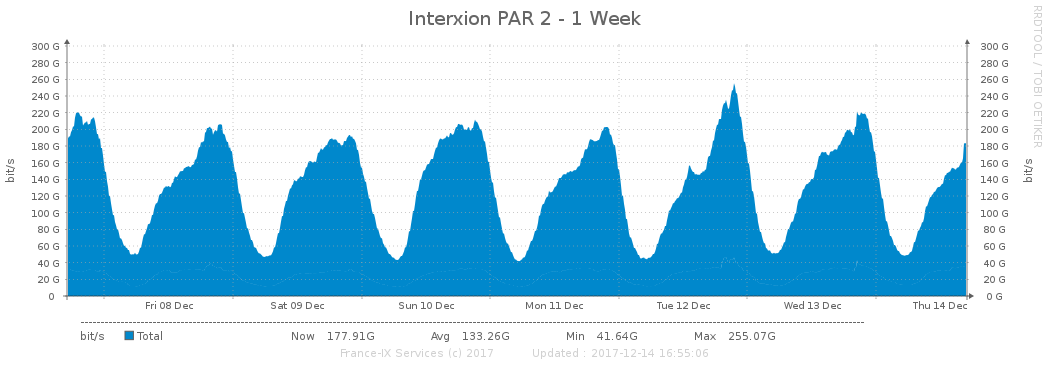 Interxion PAR 2 - 1 Week
RRDTOOL / TOBI OETIKER
bit/s
300 G
280 G
260 G
240 G
220 G
200 G
180 G
160 G
140 G
120 G
100 G
80 G
60 G
40 G
20 G
0
300 G
280 G
260 G
240 G
220 G
200 G
180 G
160 G
140 G
120 G
100 G
80 G
60 G
40 G
20 G
0 G
bit/s
Fri 08 Dec Sat 09 Dec Sun 10 Dec Mon 11 Dec Tue 12 Dec Wed 13 Dec Thu 14 Dec
bit/s Total Now 177.91G Avg 133.26G Min 41.64G Max 255.07G
France-IX Services (c) 2017 Updated : 2017-12-14 16:55:06